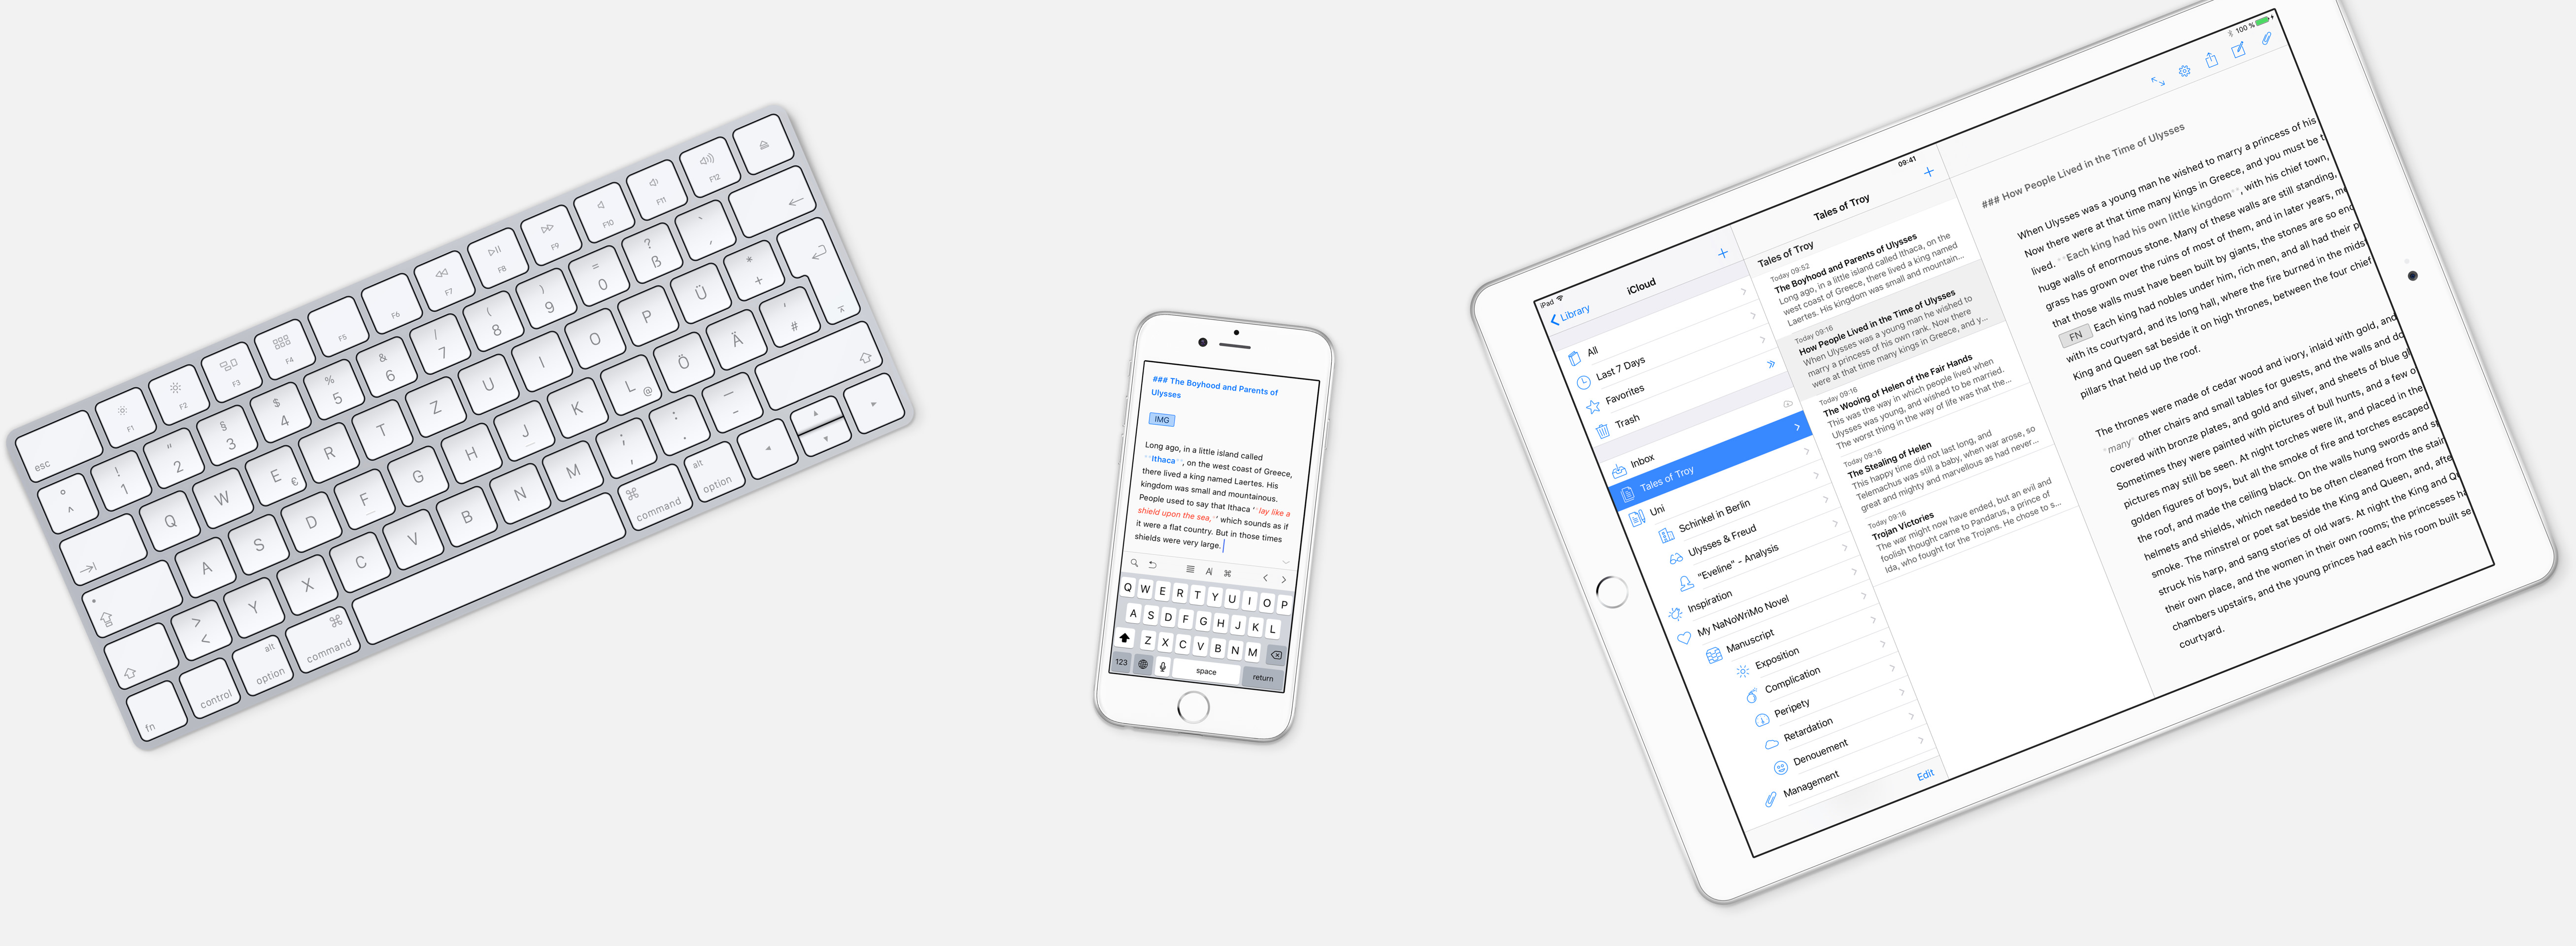 esc
F1
F2
F3
F4
F5
F6
F7
F8
F9
F10
F11
F12
° ^
! 1
" 2
§ 3
$ 4
% 5
& 6
/ 7
( 8
) 9
= 0
? ß
Q
W
E €
R
T
Z
U
I
O
P
Ü
* +
A
S
D
F
G
H
J
K
L @
Ö
Ä
' #
> <
Y
X
C
V
B
N
M
; ,
: .
fn
control
alt option
⌘ command
⌘ command
alt option
### The Boyhood and Parents of
Ulysses
IMG
Long ago, in a little island called
**Ithaca**, on the west coast of Greece,
there lived a king named Laertes. His
kingdom was small and mountainous.
People used to say that Ithaca "lay like a
shield upon the sea," which sounds as if
it were a flat country. But in those times
shields were very large.
Q W E R T Y U I O P
A S D F G H J K L
Z X C V B N M
123
space
return
iPad
Library
iCloud
All
Last 7 Days
Favorites
Trash
Inbox
Tales of Troy
Uni
Schinkel in Berlin
Ulysses & Freud
"Eveline" - Analysis
Inspiration
My NaNoWriMo Novel
Manuscript
Exposition
Complication
Peripety
Retardation
Denouement
Management
Edit
09:41
Tales of Troy
Tales of Troy
Today 09:52
The Boyhood and Parents of Ulysses
Long ago, in a little island called Ithaca, on the
west coast of Greece, there lived a king named
Laertes. His kingdom was small and mountain...
Today 09:16
How People Lived in the Time of Ulysses
When Ulysses was a young man he wished to
marry a princess of his own rank. Now there
were at that time many kings in Greece, and y...
Today 09:16
The Wooing of Helen of the Fair Hands
This was the way in which people lived when
Ulysses was young, and wished to be married.
The worst thing in the way of life was that the...
Today 09:16
The Stealing of Helen
This happy time did not last long, and
Telemachus was still a baby, when war arose, so
great and mighty and marvellous as had never...
Today 09:16
Trojan Victories
The war might now have ended, but an evil and
foolish thought came to Pandarus, a prince of
Ida, who fought for the Trojans. He chose to s...
100 %
### How People Lived in the Time of Ulysses
When Ulysses was a young man he wished to marry a princess of his
Now there were at that time many kings in Greece, and you must be t
lived. **Each king had his own little kingdom**, with his chief town,
huge walls of enormous stone. Many of these walls are still standing,
grass has grown over the ruins of most of them, and in later years, me
that those walls must have been built by giants, the stones are so eno
FN Each king had nobles under him, rich men, and all had their p
with its courtyard, and its long hall, where the fire burned in the mids
King and Queen sat beside it on high thrones, between the four chief
pillars that held up the roof.
The thrones were made of cedar wood and ivory, inlaid with gold, and
*many* other chairs and small tables for guests, and the walls and do
covered with bronze plates, and gold and silver, and sheets of blue gl
Sometimes they were painted with pictures of bull hunts, and a few o
pictures may still be seen. At night torches were lit, and placed in the
golden figures of boys, but all the smoke of fire and torches escaped
the roof, and made the ceiling black. On the walls hung swords and sp
helmets and shields, which needed to be often cleaned from the stain
smoke. The minstrel or poet sat beside the King and Queen, and, afte
struck his harp, and sang stories of old wars. At night the King and Qu
their own place, and the women in their own rooms; the princesses ha
chambers upstairs, and the young princes had each his room built se
courtyard.